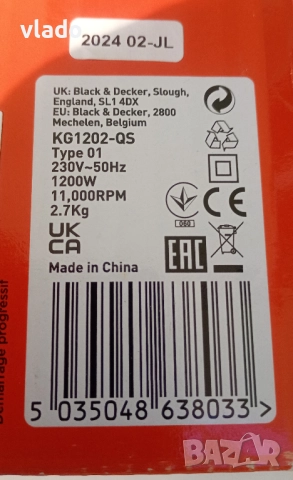 vlado
2024 02-JL
UK: Black & Decker, Slough,
England, SL1 4DX
EU: Black & Decker, 2800
Mechelen, Belgium
KG1202-QS
Type 01
230V~50Hz
1200W
11,000RPM
2.7Kg
060
UK
CA
EAC
Made in China
Démarrage progressif
5 035048 638033 >
BAZAR